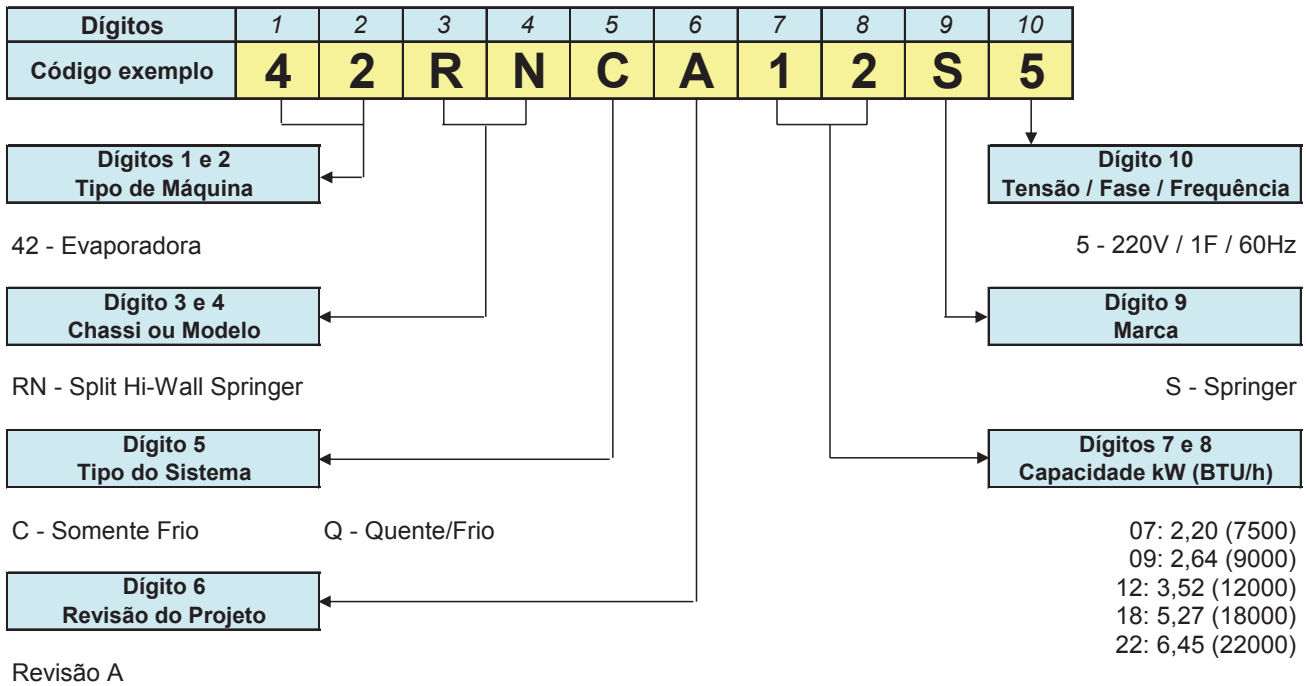 Dígitos 1 2 3 4 5 6 7 8 9 10
Código exemplo 4 2 R N C A 1 2 S 5
Dígitos 1 e 2
Tipo de Máquina
42 - Evaporadora
Dígito 3 e 4
Chassi ou Modelo
RN - Split Hi-Wall Springer
Dígito 5
Tipo do Sistema
C - Somente Frio Q - Quente/Frio
Dígito 6
Revisão do Projeto
Revisão A
Dígito 10
Tensão / Fase / Frequência
5 - 220V / 1F / 60Hz
Dígito 9
Marca
S - Springer
Dígitos 7 e 8
Capacidade kW (BTU/h)
07: 2,20 (7500)
09: 2,64 (9000)
12: 3,52 (12000)
18: 5,27 (18000)
22: 6,45 (22000)